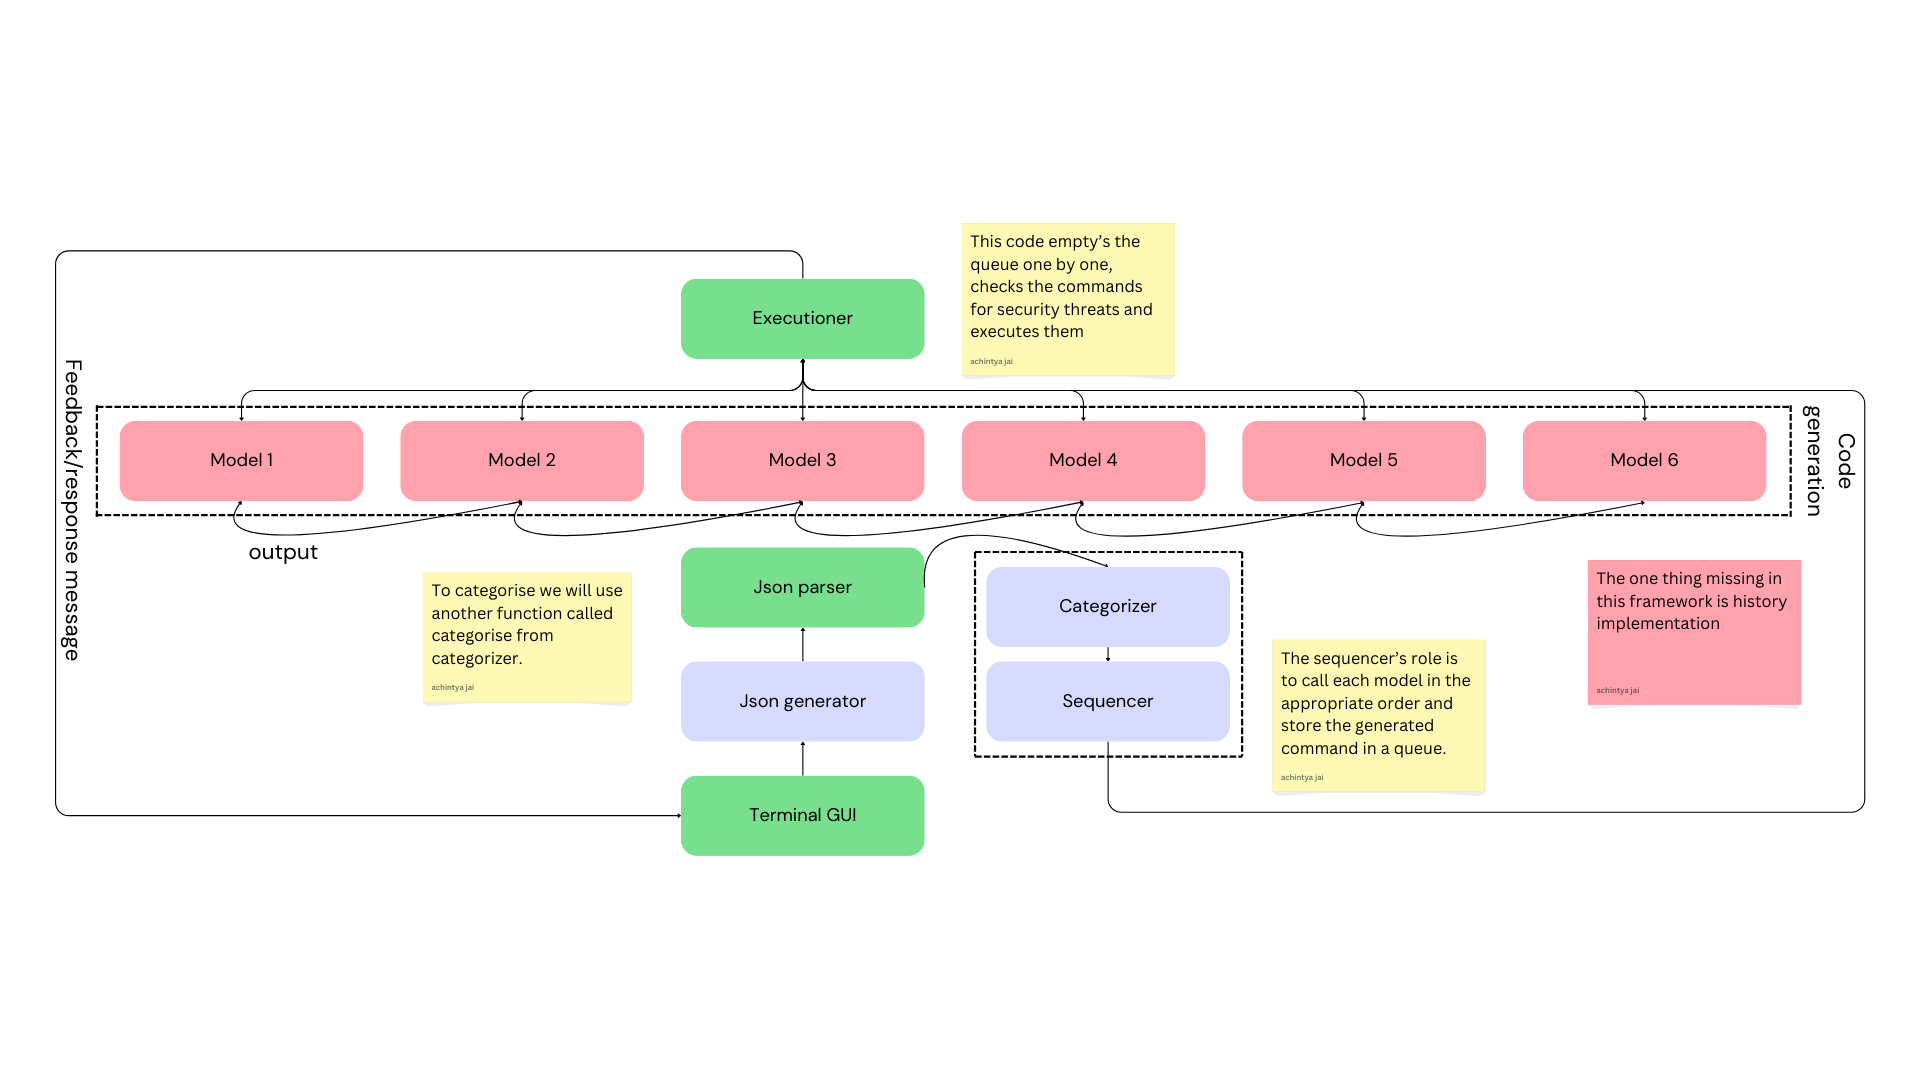 This code empty’s the
queue one by one,
checks the commands
for security threats and
executes them
achintya jai
Executioner
Feedback/response message
Code
generation
Model 1
Model 2
Model 3
Model 4
Model 5
Model 6
output
Json parser
Categorizer
To categorise we will use
another function called
categorise from
categorizer.
achintya jai
The one thing missing in
this framework is history
implementation
achintya jai
Json generator
Sequencer
The sequencer’s role is
to call each model in the
appropriate order and
store the generated
command in a queue.
achintya jai
Terminal GUI